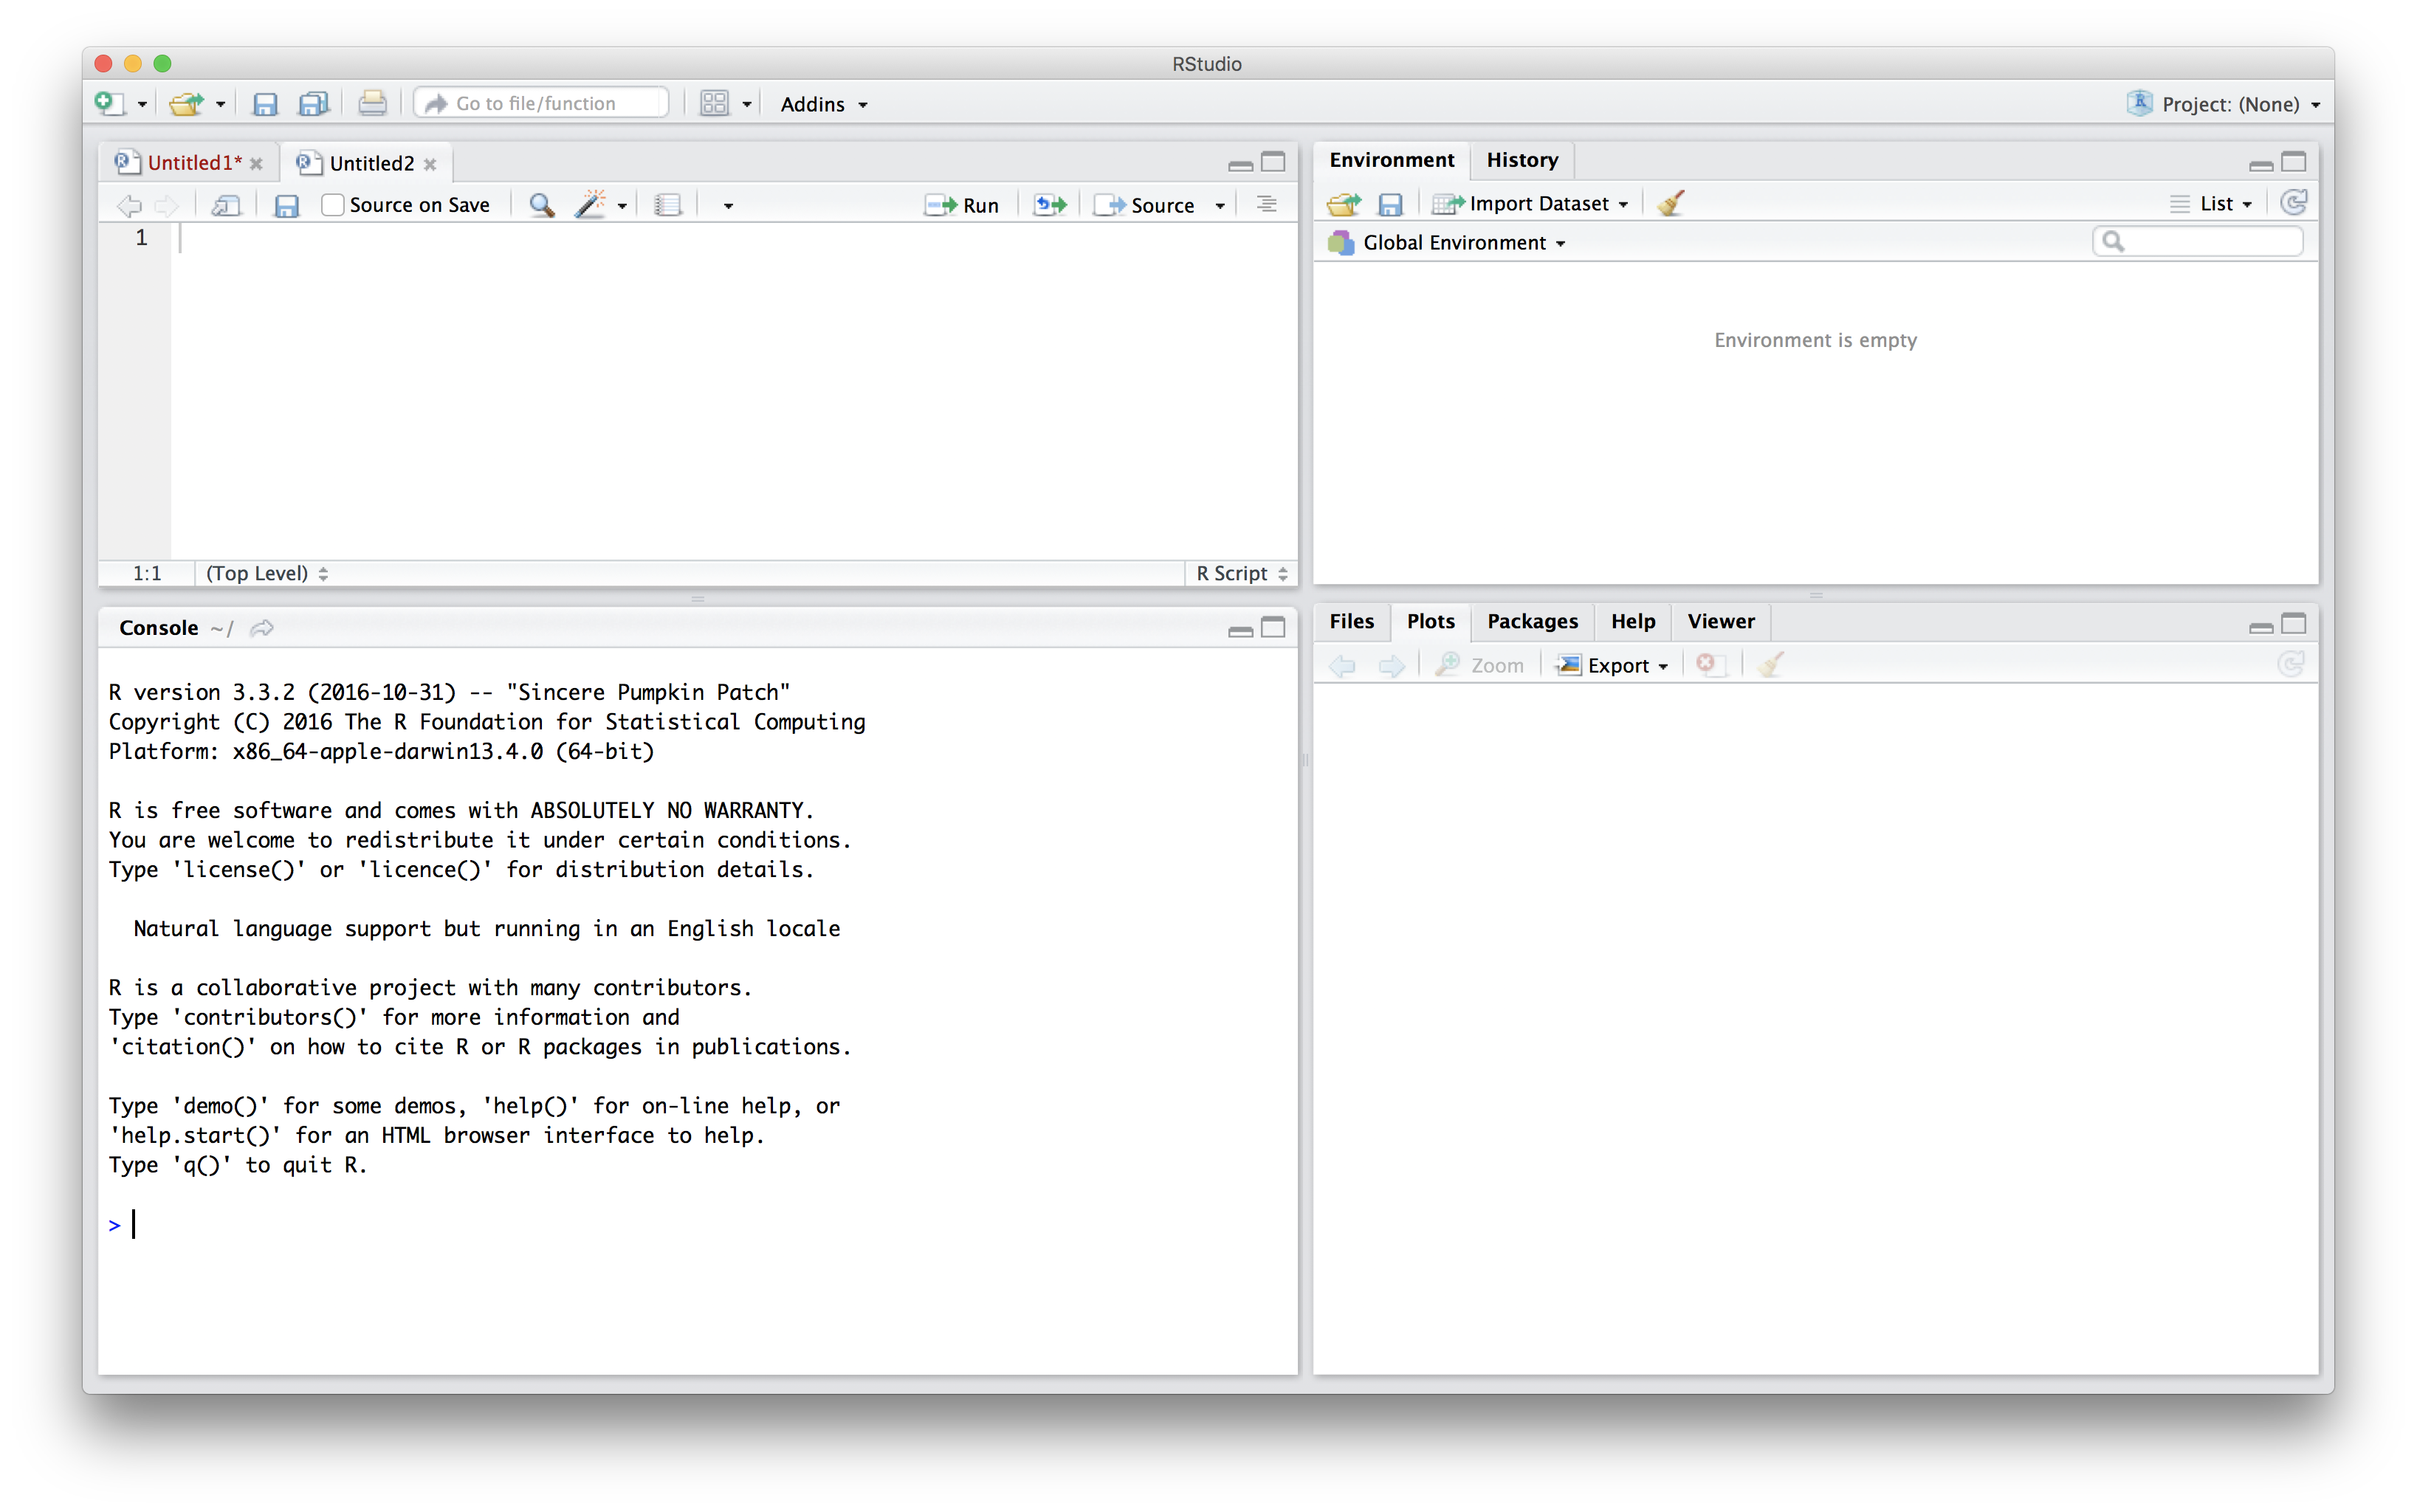 RStudio
Go to file/function
Addins
Project: (None)
Untitled1*
Untitled2
Source on Save
Run
Source
1
1:1
(Top Level)
R Script
Console ~/
R version 3.3.2 (2016-10-31) -- "Sincere Pumpkin Patch"
Copyright (C) 2016 The R Foundation for Statistical Computing
Platform: x86_64-apple-darwin13.4.0 (64-bit)
R is free software and comes with ABSOLUTELY NO WARRANTY.
You are welcome to redistribute it under certain conditions.
Type 'license()' or 'licence()' for distribution details.
Natural language support but running in an English locale
R is a collaborative project with many contributors.
Type 'contributors()' for more information and
'citation()' on how to cite R or R packages in publications.
Type 'demo()' for some demos, 'help()' for on-line help, or
'help.start()' for an HTML browser interface to help.
Type 'q()' to quit R.
>
Environment
History
Import Dataset
List
Global Environment
Environment is empty
Files
Plots
Packages
Help
Viewer
Zoom
Export